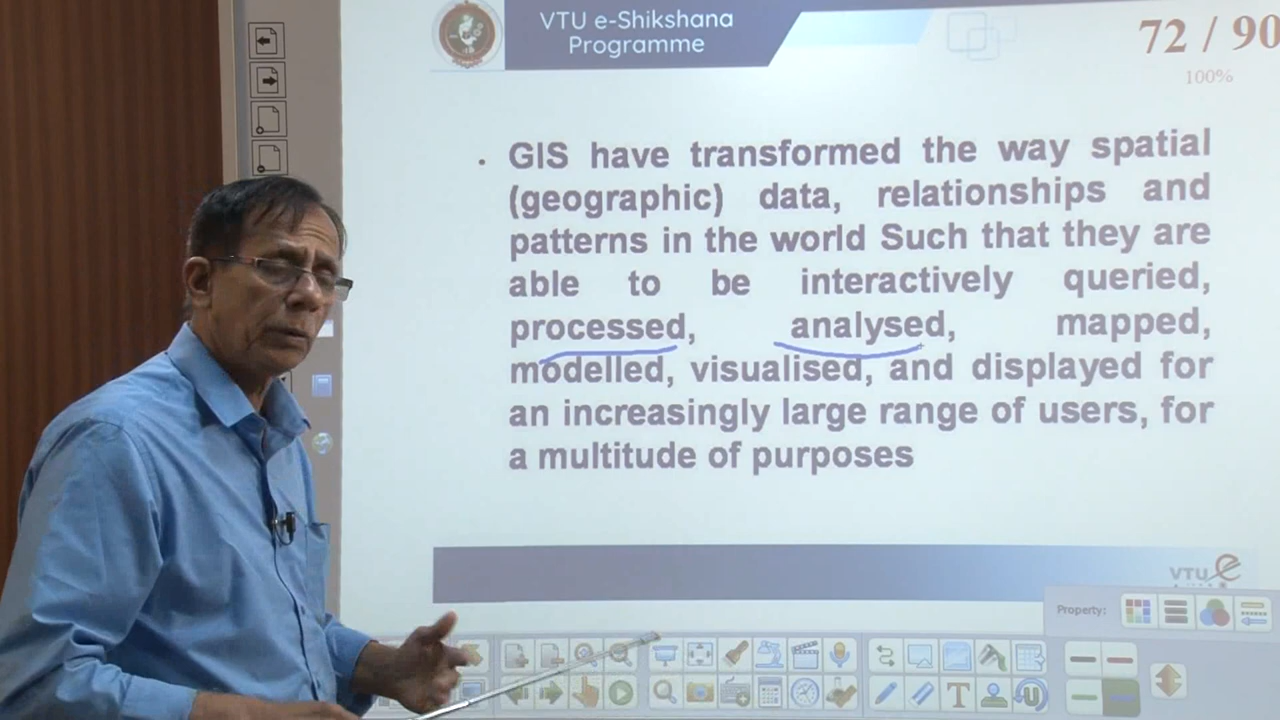 VTU e-Shikshana
Programme
72 / 90
100%
. GIS have transformed the way spatial
(geographic) data, relationships and
patterns in the world Such that they are
able to be interactively queried,
processed, analysed, mapped,
modelled, visualised, and displayed for
an increasingly large range of users, for
a multitude of purposes
VTU e
Property:
T